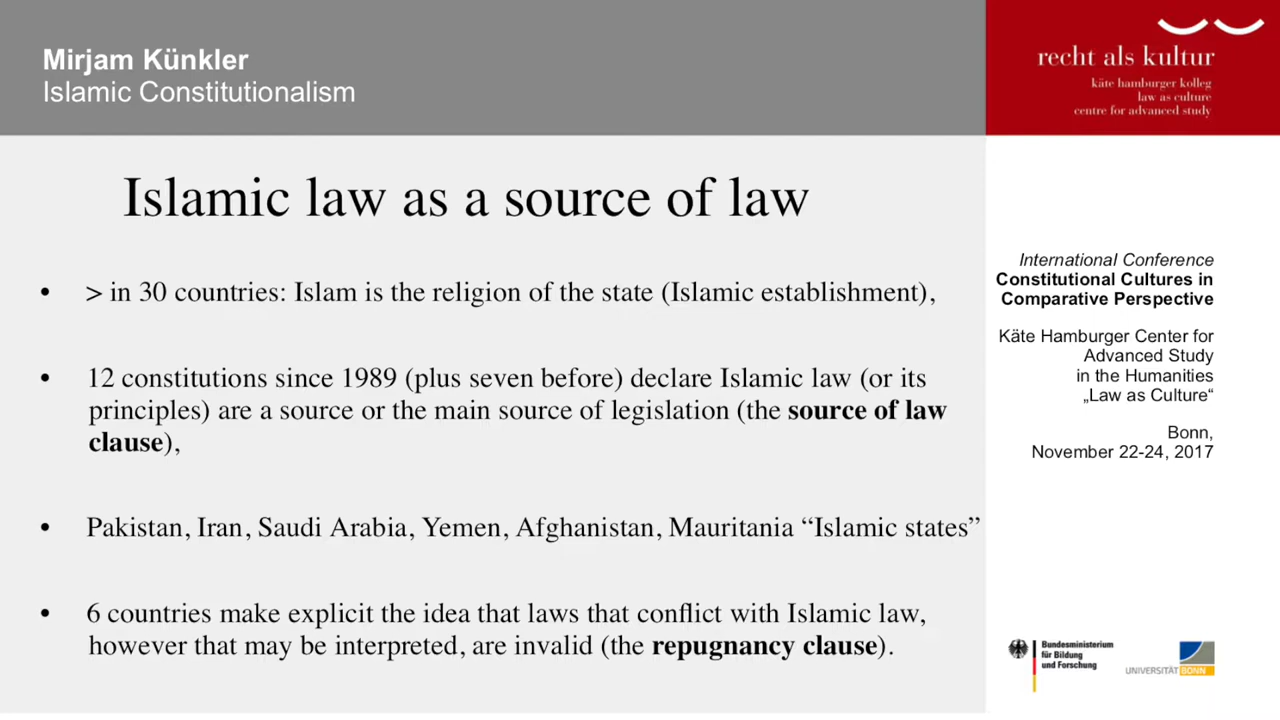 Mirjam Künkler
Islamic Constitutionalism
recht als kultur
käte hamburger kolleg
law as culture
centre for advanced study
Islamic law as a source of law
• > in 30 countries: Islam is the religion of the state (Islamic establishment),
• 12 constitutions since 1989 (plus seven before) declare Islamic law (or its
principles) are a source or the main source of legislation (the source of law
clause),
• Pakistan, Iran, Saudi Arabia, Yemen, Afghanistan, Mauritania “Islamic states”
• 6 countries make explicit the idea that laws that conflict with Islamic law,
however that may be interpreted, are invalid (the repugnancy clause).
International Conference
Constitutional Cultures in
Comparative Perspective
Käte Hamburger Center for
Advanced Study
in the Humanities
„Law as Culture“
Bonn,
November 22-24, 2017
Bundesministerium
für Bildung
und Forschung
UNIVERSITÄT BONN